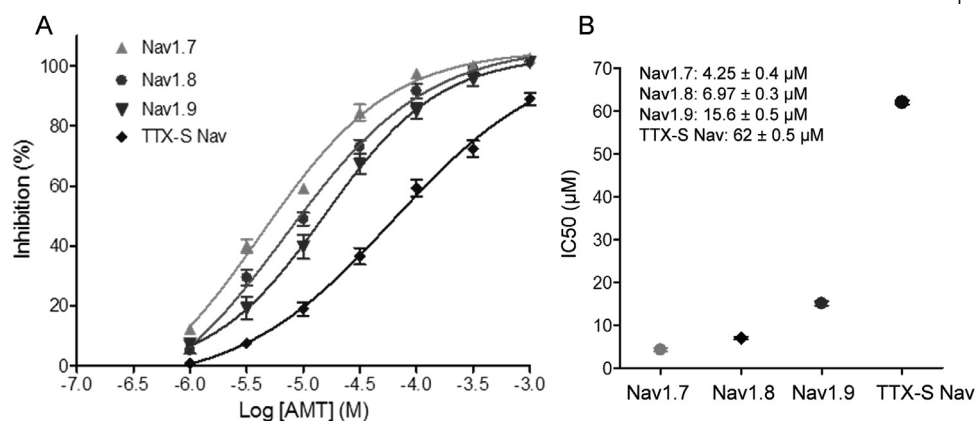 A
Nav1.7
Nav1.8
Nav1.9
TTX-S Nav
100
80
60
40
20
0
Inhibition (%)
-7.0 -6.5 -6.0 -5.5 -5.0 -4.5 -4.0 -3.5 -3.0
Log [AMT] (M)
B
Nav1.7: 4.25 ± 0.4 µM
Nav1.8: 6.97 ± 0.3 µM
Nav1.9: 15.6 ± 0.5 µM
TTX-S Nav: 62 ± 0.5 µM
70
60
50
40
30
20
10
0
IC50 (µM)
Nav1.7 Nav1.8 Nav1.9 TTX-S Nav